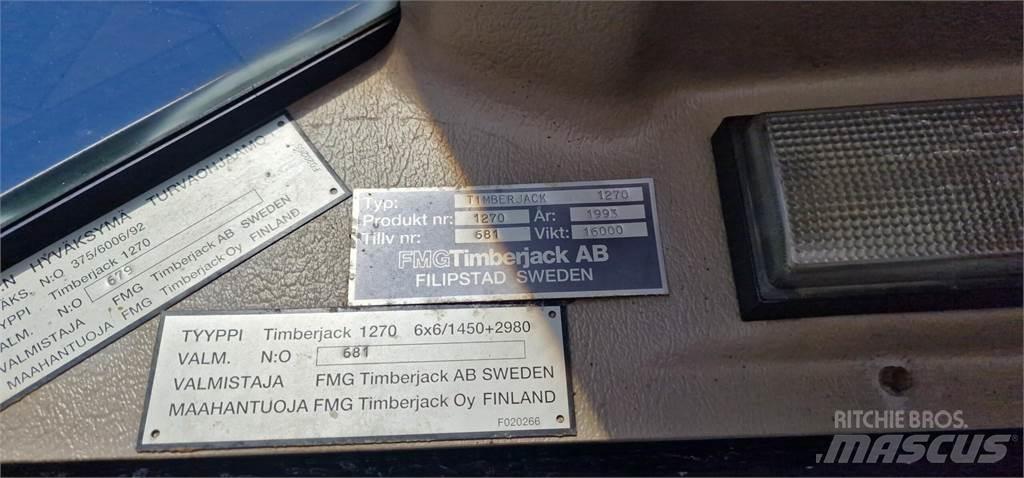 EN HYVÄKSYMÄ TURVAOHJAAMO
VÄKS. N:O 375/6006/92
TYYPPI Timberjack 1270
VALM. N:O 679
VALMISTAJA FMG Timberjack AB SWEDEN
MAAHANTUOJA FMG Timberjack Oy FINLAND
Typ: TIMBERJACK 1270
Produkt nr: 1270 År: 1993
Tillv nr: 681 Vikt: 16000
FMG Timberjack AB
FILIPSTAD SWEDEN
TYYPPI Timberjack 1270 6x6/1450+2980
VALM. N:O 681
VALMISTAJA FMG Timberjack AB SWEDEN
MAAHANTUOJA FMG Timberjack Oy FINLAND
F020266
RITCHIE BROS.
MASCUS